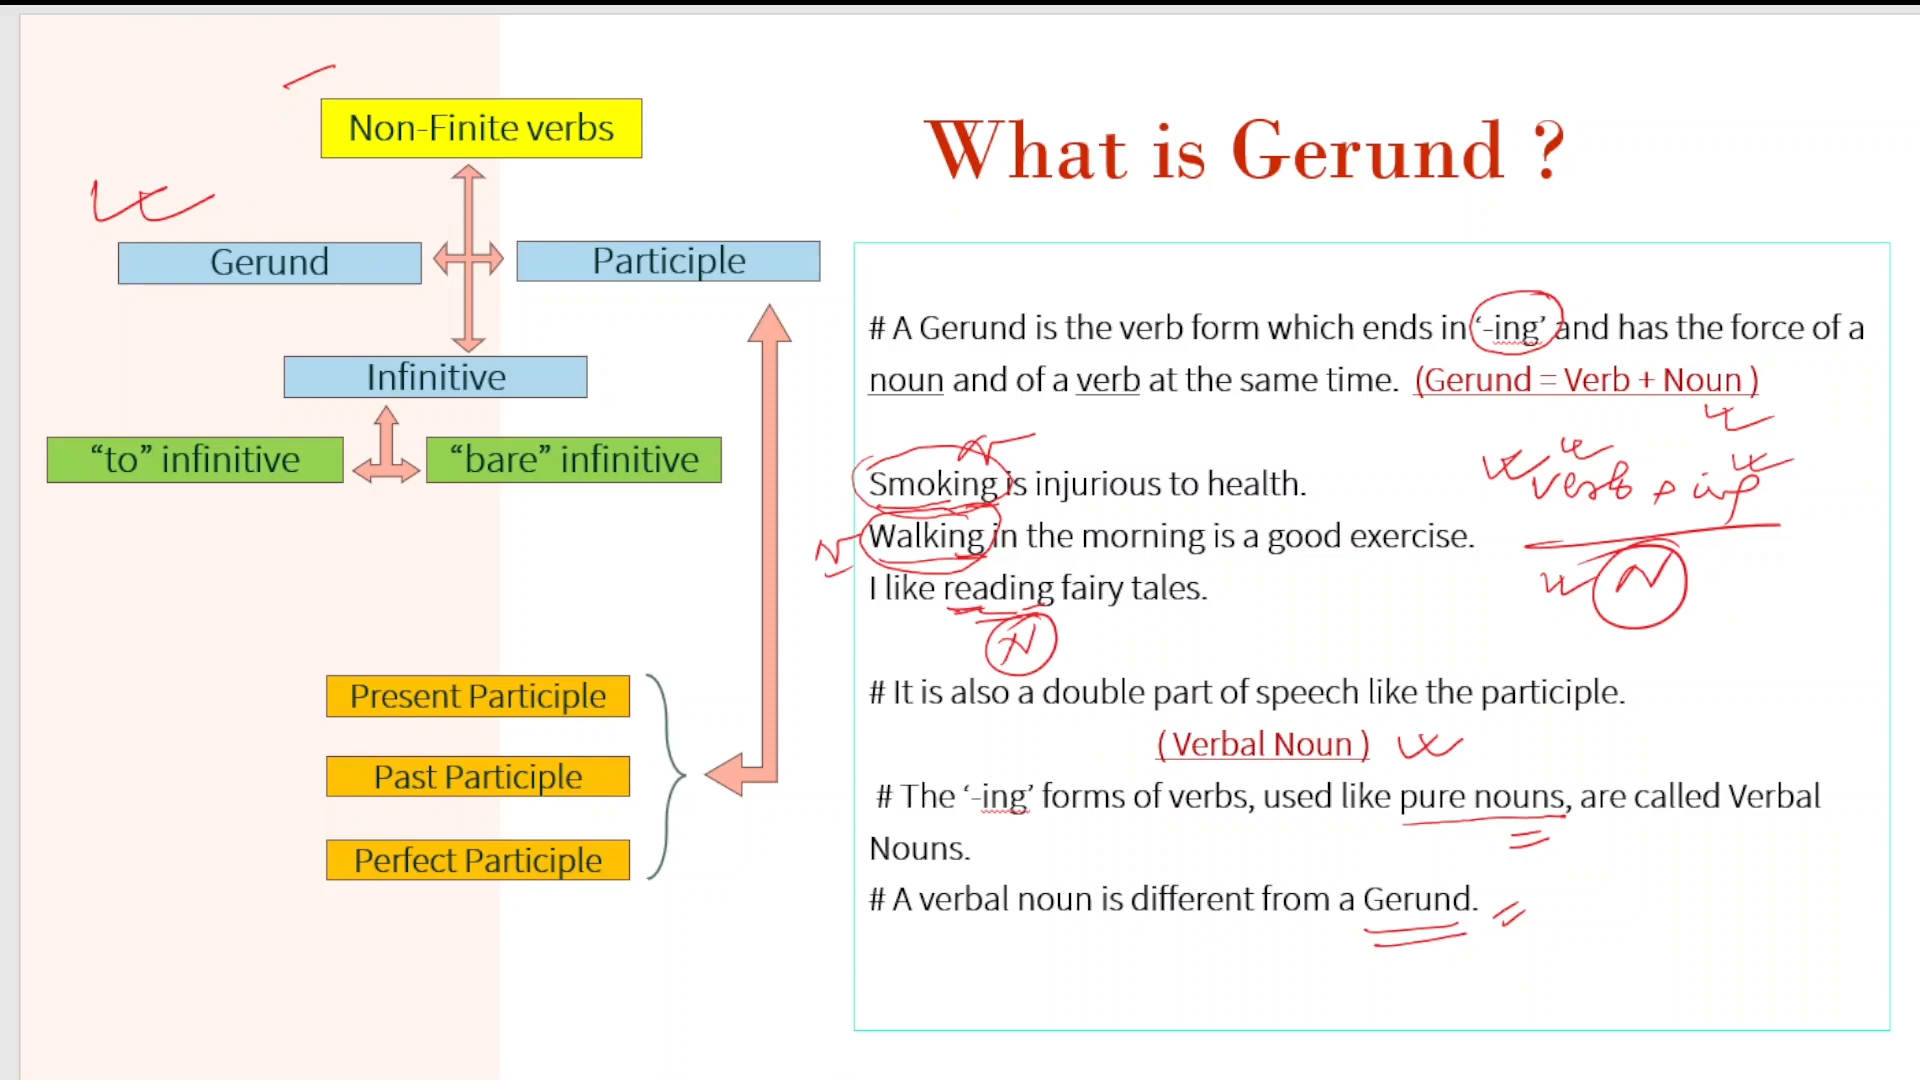 Non-Finite verbs
Gerund
Participle
Infinitive
“to” infinitive
“bare” infinitive
Present Participle
Past Participle
Perfect Participle
What is Gerund ?
# A Gerund is the verb form which ends in ‘-ing’ and has the force of a
noun and of a verb at the same time. (Gerund = Verb + Noun )
N
Smoking is injurious to health.
verb + ing
N Walking in the morning is a good exercise.
N
I like reading fairy tales.
N
# It is also a double part of speech like the participle.
( Verbal Noun )
# The ‘-ing’ forms of verbs, used like pure nouns, are called Verbal
Nouns.
# A verbal noun is different from a Gerund.